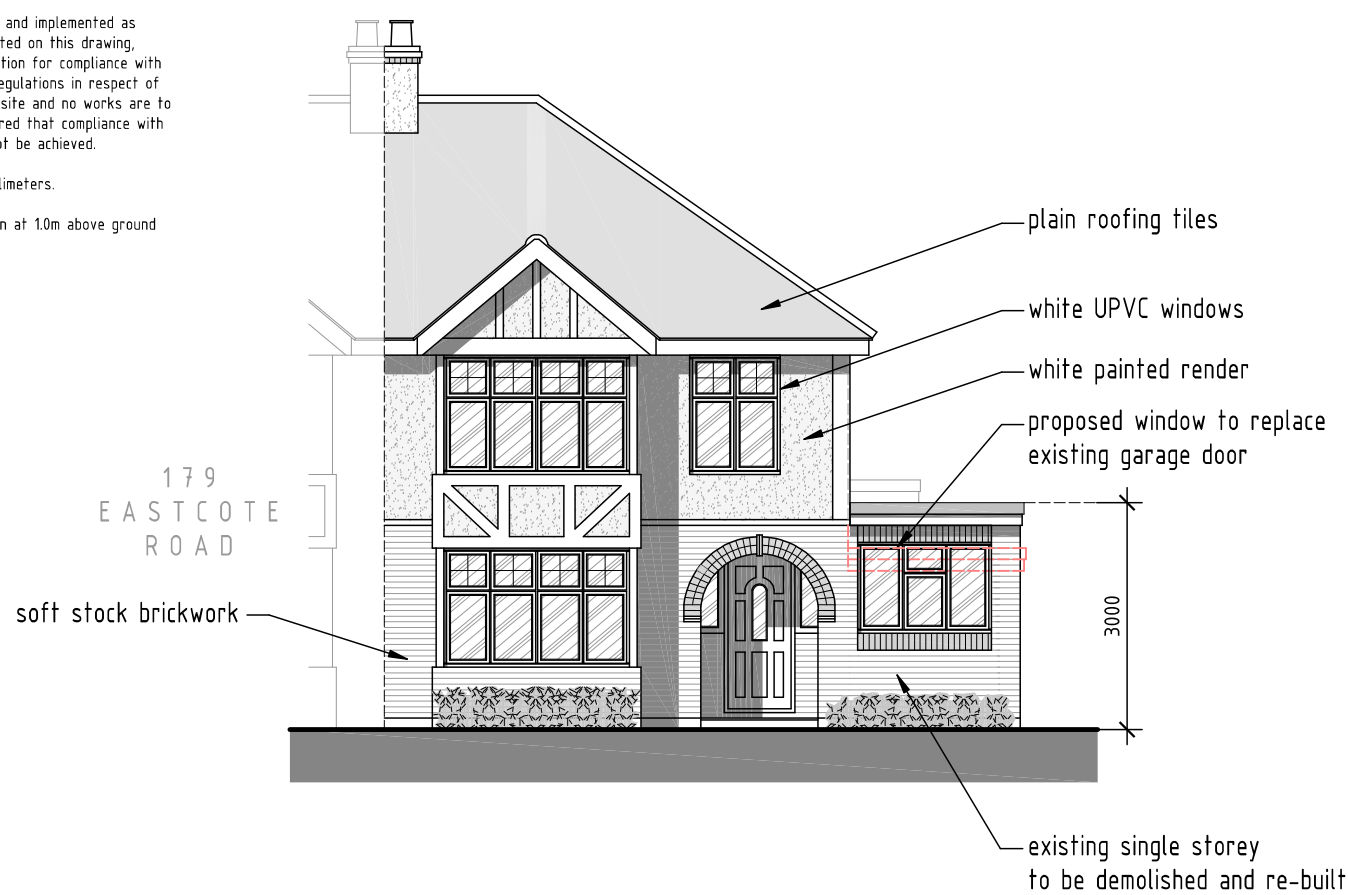 and implemented as
ted on this drawing,
tion for compliance with
egulations in respect of
site and no works are to
red that compliance with
ot be achieved.
limeters.
n at 1.0m above ground
plain roofing tiles
white UPVC windows
white painted render
proposed window to replace
existing garage door
179
EASTCOTE
ROAD
soft stock brickwork
3000
existing single storey
to be demolished and re-built